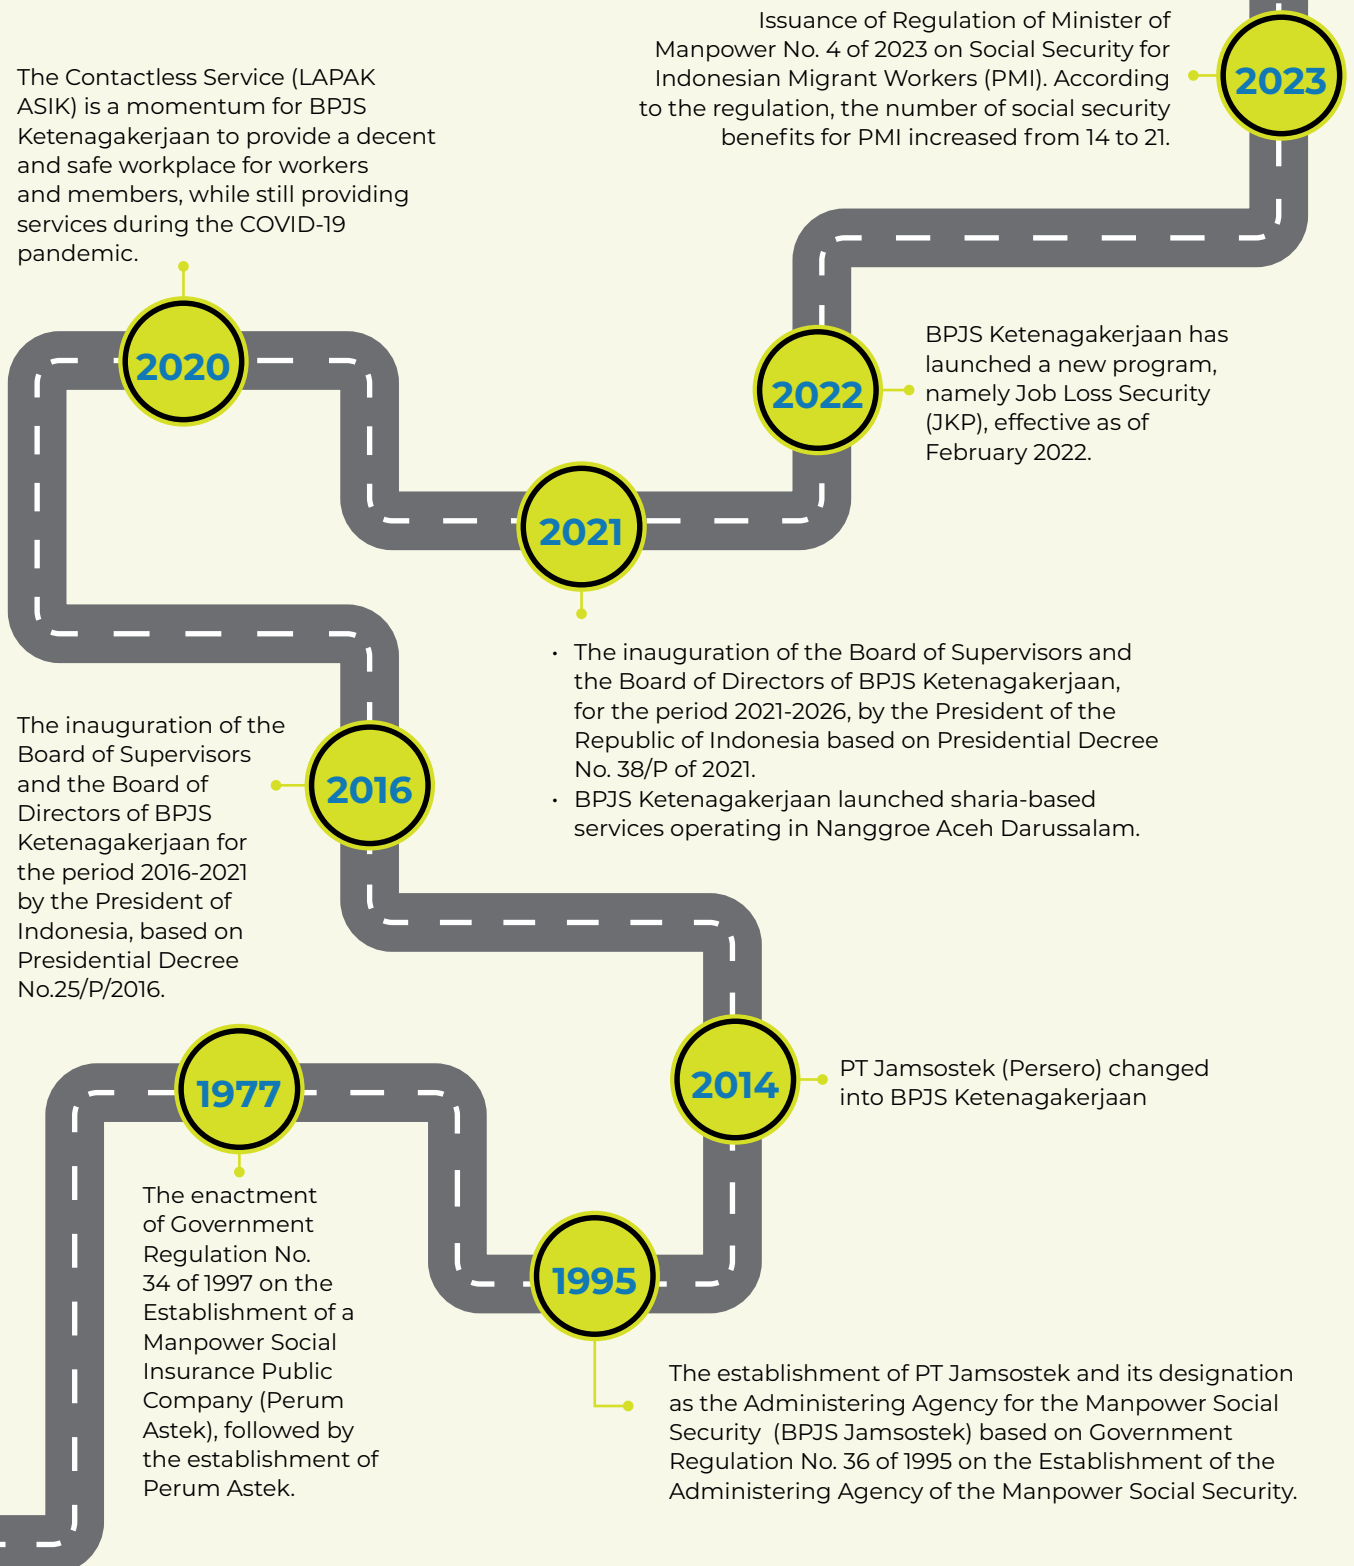 Issuance of Regulation of Minister of
Manpower No. 4 of 2023 on Social Security for
Indonesian Migrant Workers (PMI). According
to the regulation, the number of social security
benefits for PMI increased from 14 to 21.
2023
The Contactless Service (LAPAK
ASIK) is a momentum for BPJS
Ketenagakerjaan to provide a decent
and safe workplace for workers
and members, while still providing
services during the COVID-19
pandemic.
2020
2022
BPJS Ketenagakerjaan has
launched a new program,
namely Job Loss Security
(JKP), effective as of
February 2022.
2021
• The inauguration of the Board of Supervisors and
the Board of Directors of BPJS Ketenagakerjaan,
for the period 2021-2026, by the President of the
Republic of Indonesia based on Presidential Decree
No. 38/P of 2021.
• BPJS Ketenagakerjaan launched sharia-based
services operating in Nanggroe Aceh Darussalam.
The inauguration of the
Board of Supervisors
and the Board of
Directors of BPJS
Ketenagakerjaan for
the period 2016-2021
by the President of
Indonesia, based on
Presidential Decree
No.25/P/2016.
2016
2014
PT Jamsostek (Persero) changed
into BPJS Ketenagakerjaan
1977
The enactment
of Government
Regulation No.
34 of 1997 on the
Establishment of a
Manpower Social
Insurance Public
Company (Perum
Astek), followed by
the establishment of
Perum Astek.
1995
The establishment of PT Jamsostek and its designation
as the Administering Agency for the Manpower Social
Security  (BPJS Jamsostek) based on Government
Regulation No. 36 of 1995 on the Establishment of the
Administering Agency of the Manpower Social Security.